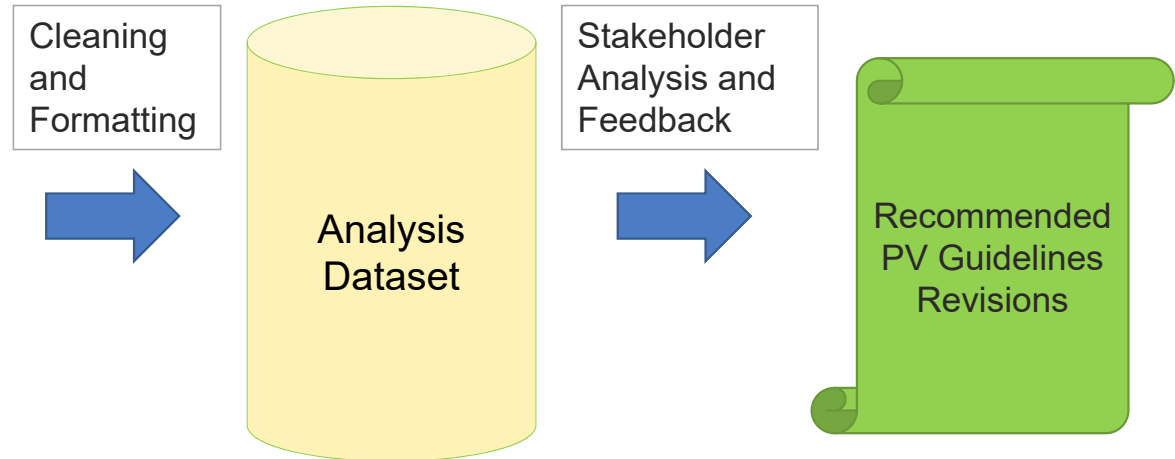 Cleaning
and
Formatting
Analysis
Dataset
Stakeholder
Analysis and
Feedback
Recommended
PV Guidelines
Revisions